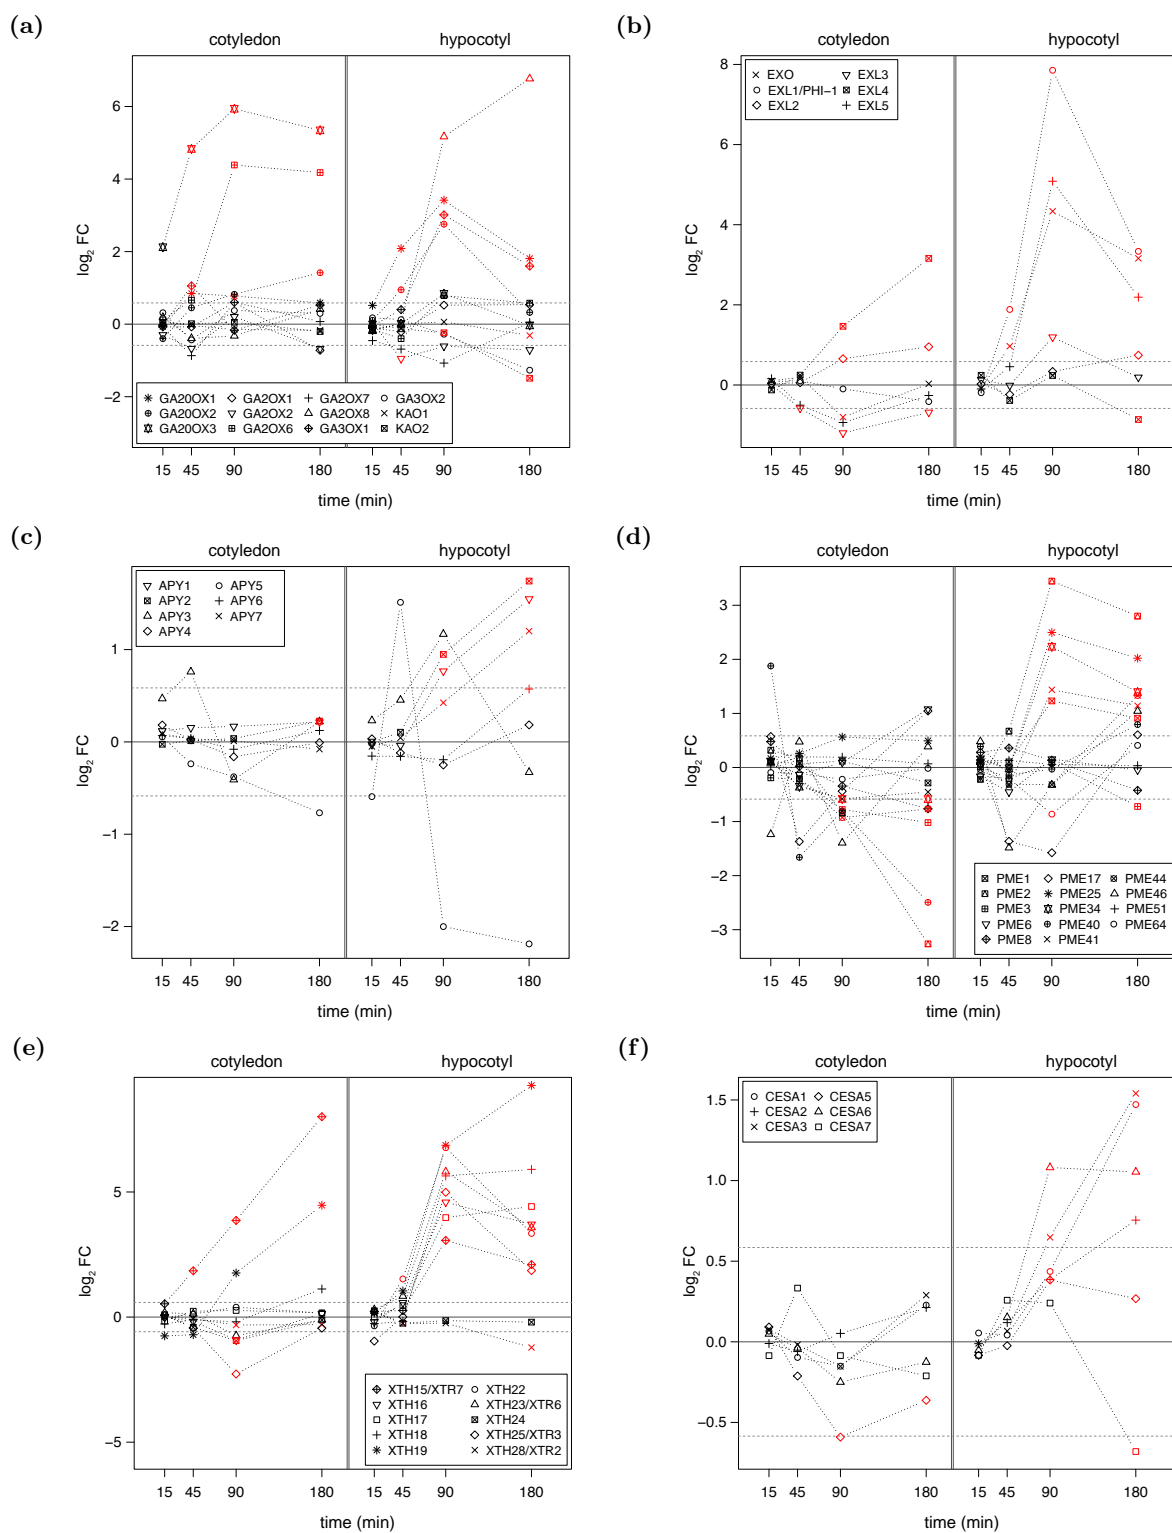 (a)
cotyledon hypocotyl
6
4
2
0
−2
log2 FC
GA20OX1 GA2OX1 GA2OX7 GA3OX2
GA20OX2 GA2OX2 GA2OX8 KAO1
GA20OX3 GA2OX6 GA3OX1 KAO2
15 45 90 180 15 45 90 180
time (min)
(b)
cotyledon hypocotyl
8
6
4
2
0
log2 FC
EXO EXL3
EXL1/PHI−1 EXL4
EXL2 EXL5
15 45 90 180 15 45 90 180
time (min)
(c)
cotyledon hypocotyl
1
0
−1
−2
log2 FC
APY1 APY5
APY2 APY6
APY3 APY7
APY4
15 45 90 180 15 45 90 180
time (min)
(d)
cotyledon hypocotyl
3
2
1
0
−1
−2
−3
log2 FC
PME1 PME17 PME44
PME2 PME25 PME46
PME3 PME34 PME51
PME6 PME40 PME64
PME8 PME41
15 45 90 180 15 45 90 180
time (min)
(e)
cotyledon hypocotyl
5
0
−5
log2 FC
XTH15/XTR7 XTH22
XTH16 XTH23/XTR6
XTH17 XTH24
XTH18 XTH25/XTR3
XTH19 XTH28/XTR2
15 45 90 180 15 45 90 180
time (min)
(f)
cotyledon hypocotyl
1.5
1.0
0.5
0.0
−0.5
log2 FC
CESA1 CESA5
CESA2 CESA6
CESA3 CESA7
15 45 90 180 15 45 90 180
time (min)